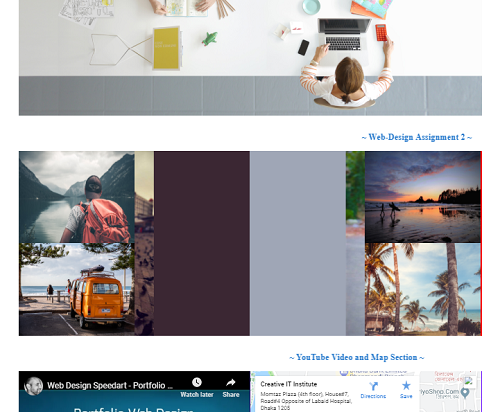 ~ Web-Design Assignment 2 ~
~ YouTube Video and Map Section ~
Web Design Speedart - Portfolio ...
Watch later
Share
Portfolio Web Design
Creative IT Institute
Momtaz Plaza (4th floor), House#7,
Road#4 Opposite of Labaid Hospital,
Dhaka 1205
Directions
Save